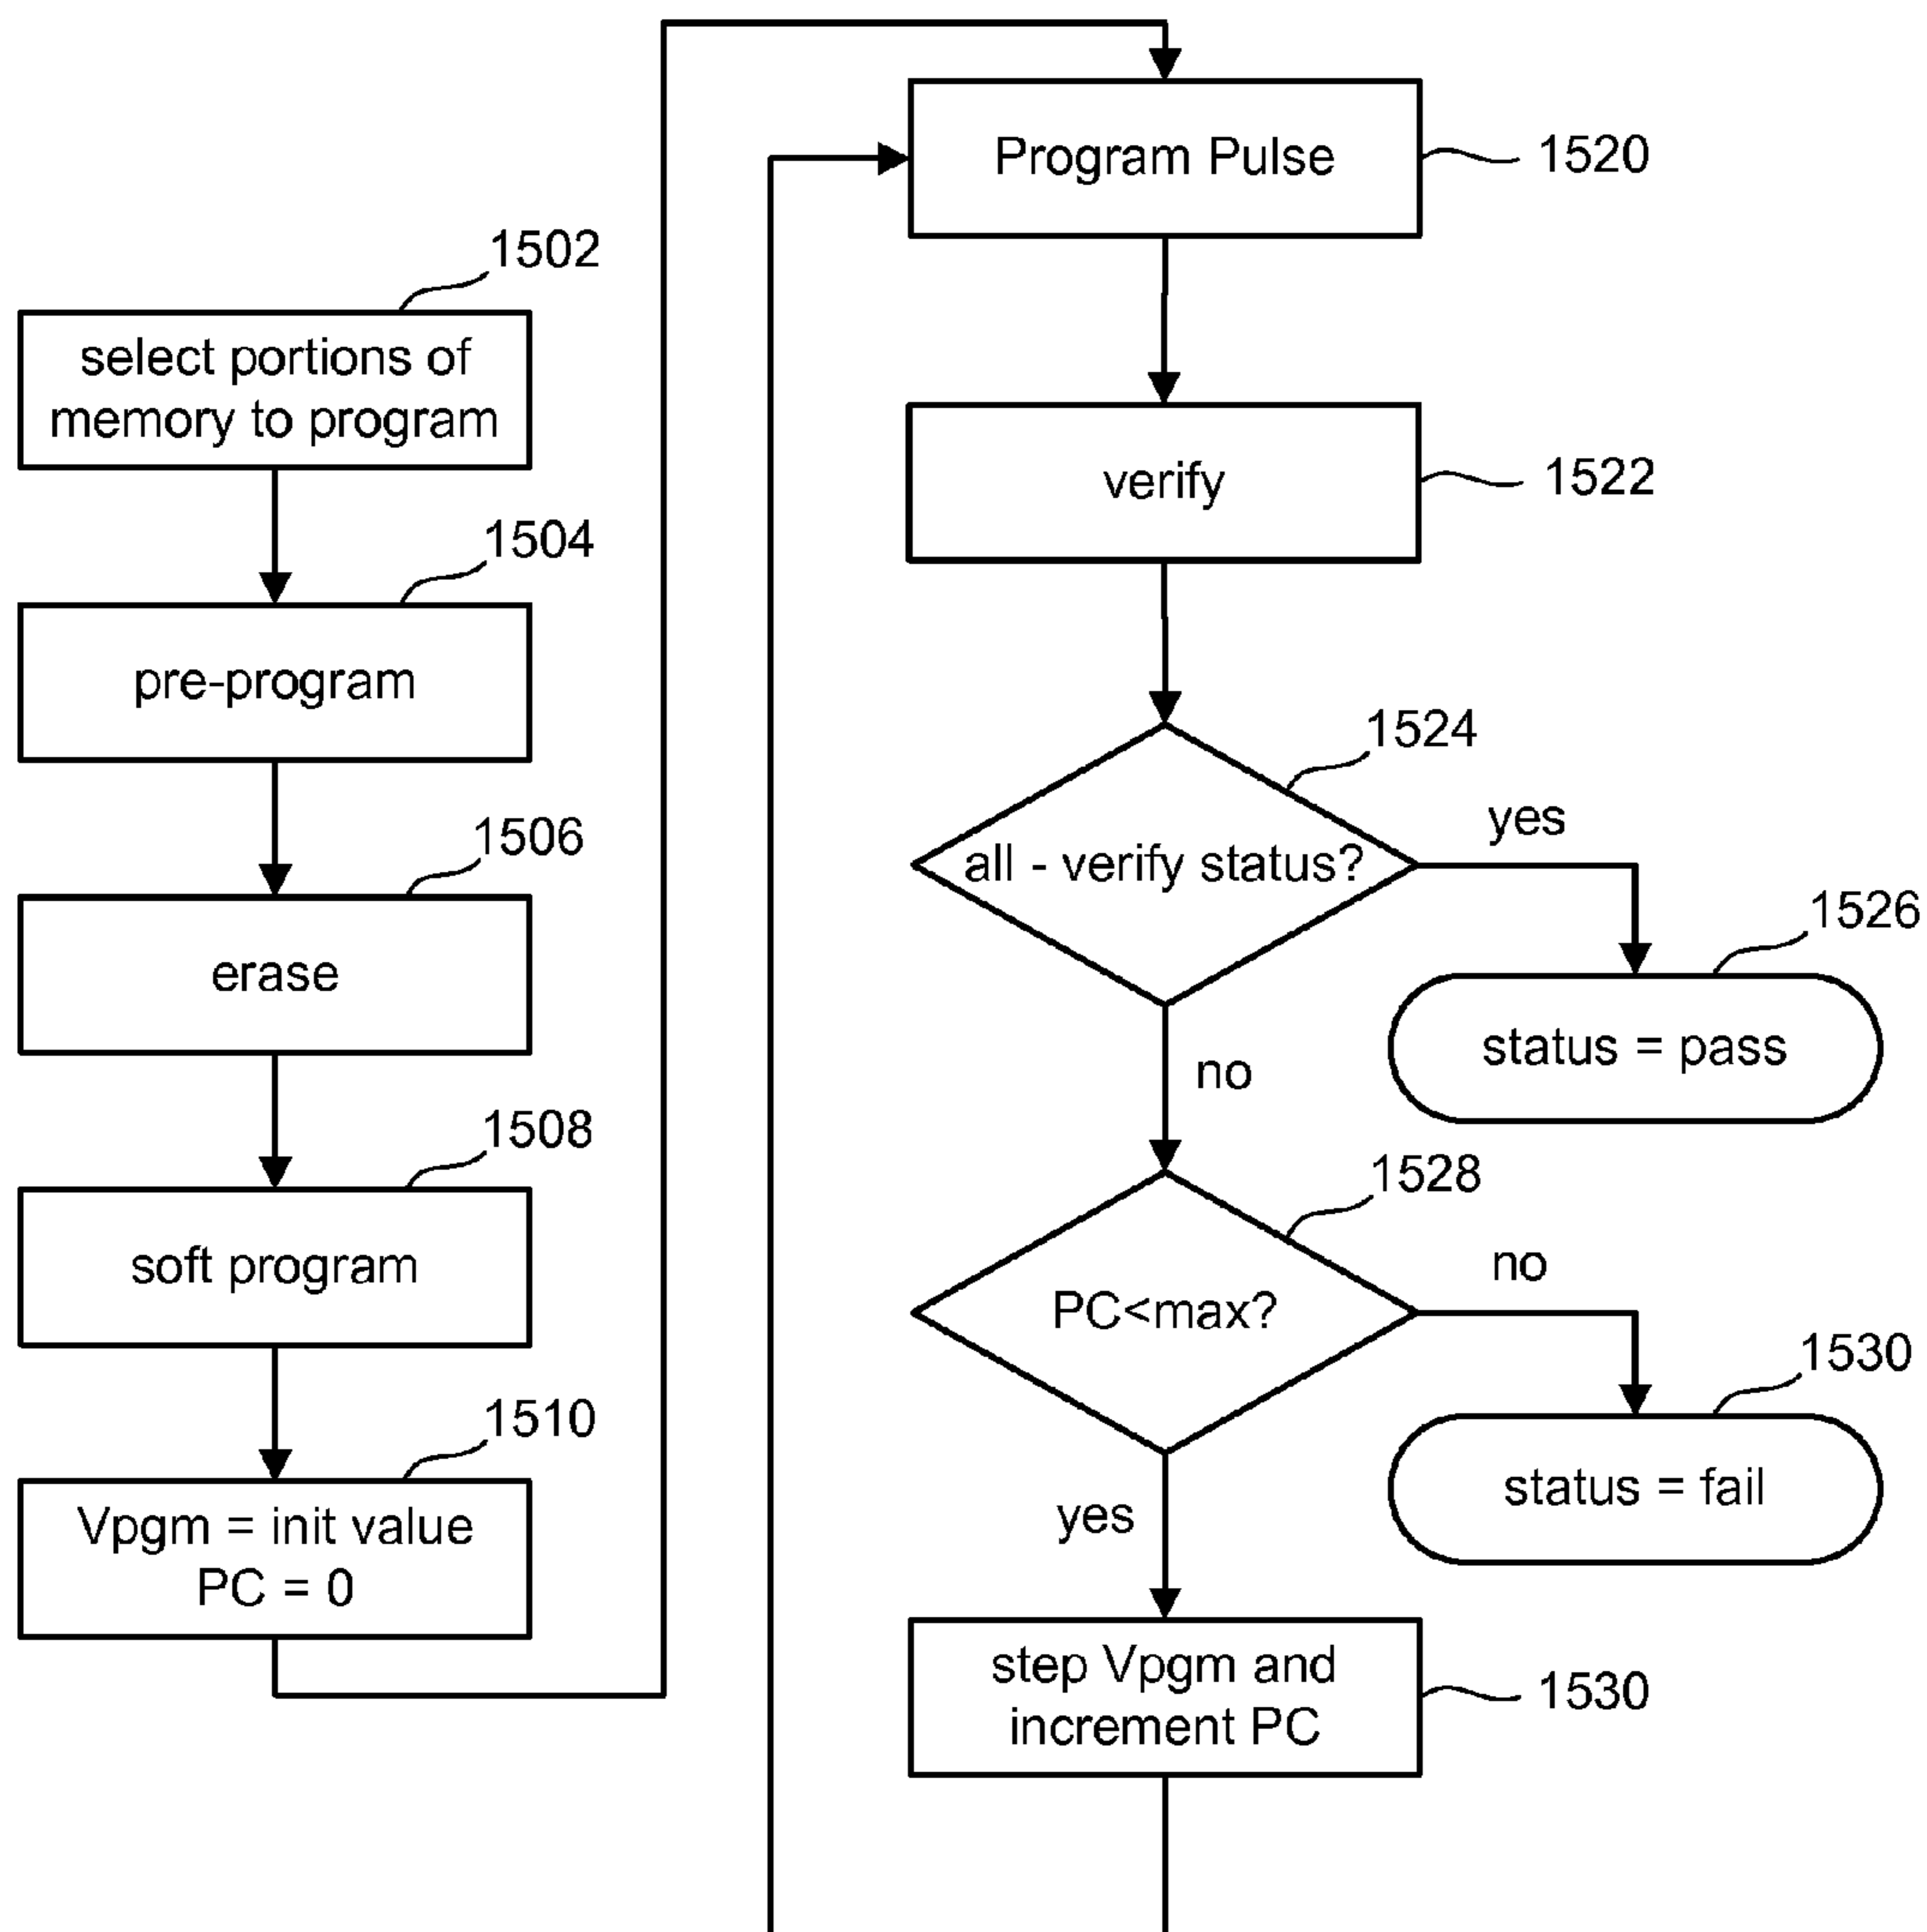 1502
select portions of
memory to program
1504
pre-program
1506
erase
1508
soft program
1510
Vpgm = init value
PC = 0
Program Pulse
1520
verify
1522
1524
all - verify status?
yes
1526
status = pass
no
1528
PC<max?
no
1530
status = fail
yes
step Vpgm and
increment PC
1530